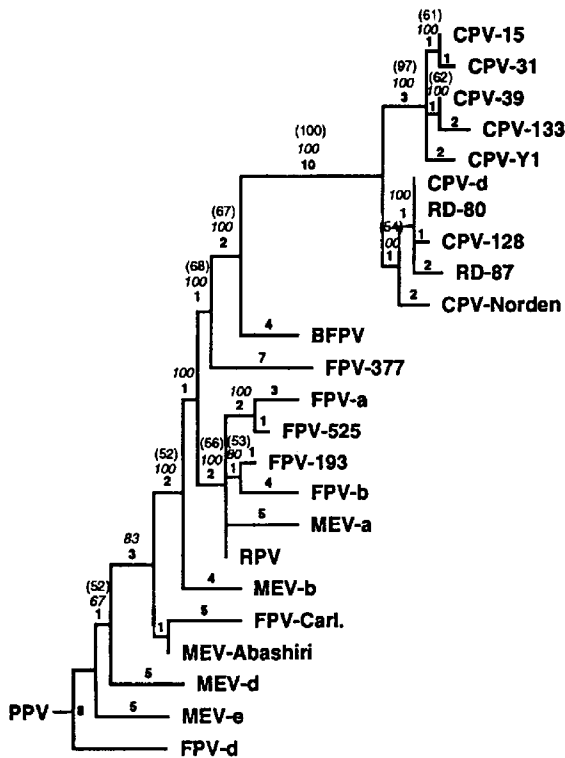 (61)
100 CPV-15
1
1
(97) CPV-31
100 (62)
3 100 CPV-39
1
2 CPV-133
(100)
100
10
2 CPV-Y1
CPV-d
100
RD-80
1
(67) (54) 1 CPV-128
100 100
2 1 2 RD-87
(68)
100 2 CPV-Norden
1
4 BFPV
7 FPV-377
100
1
100 3
2 FPV-a
1 FPV-525
(52) (56) (53) 1 FPV-193
100 100 80
2 2 1
4 FPV-b
5 MEV-a
83
3 RPV
(52) 4 MEV-b
67
1 5 FPV-Carl.
1
MEV-Abashiri
5 MEV-d
PPV 8 5 MEV-e
FPV-d